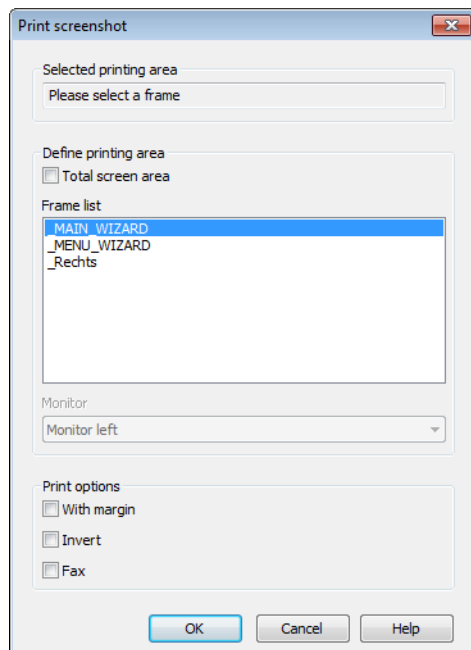 Print screenshot
Selected printing area
Please select a frame
Define printing area
Total screen area
Frame list
_MAIN_WIZARD
_MENU_WIZARD
_Rechts
Monitor
Monitor left
Print options
With margin
Invert
Fax
OK Cancel Help